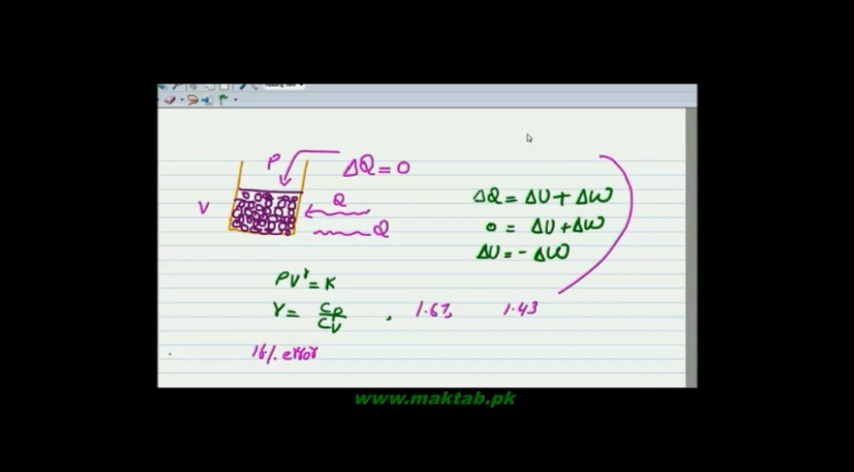 P
ΔQ = 0
V
Q
Q
ΔQ = ΔU + ΔW
0 = ΔU + ΔW
ΔU = - ΔW
PV^γ = K
γ = Cp/Cv , 1.67, 1.43
16% error
www.maktab.pk